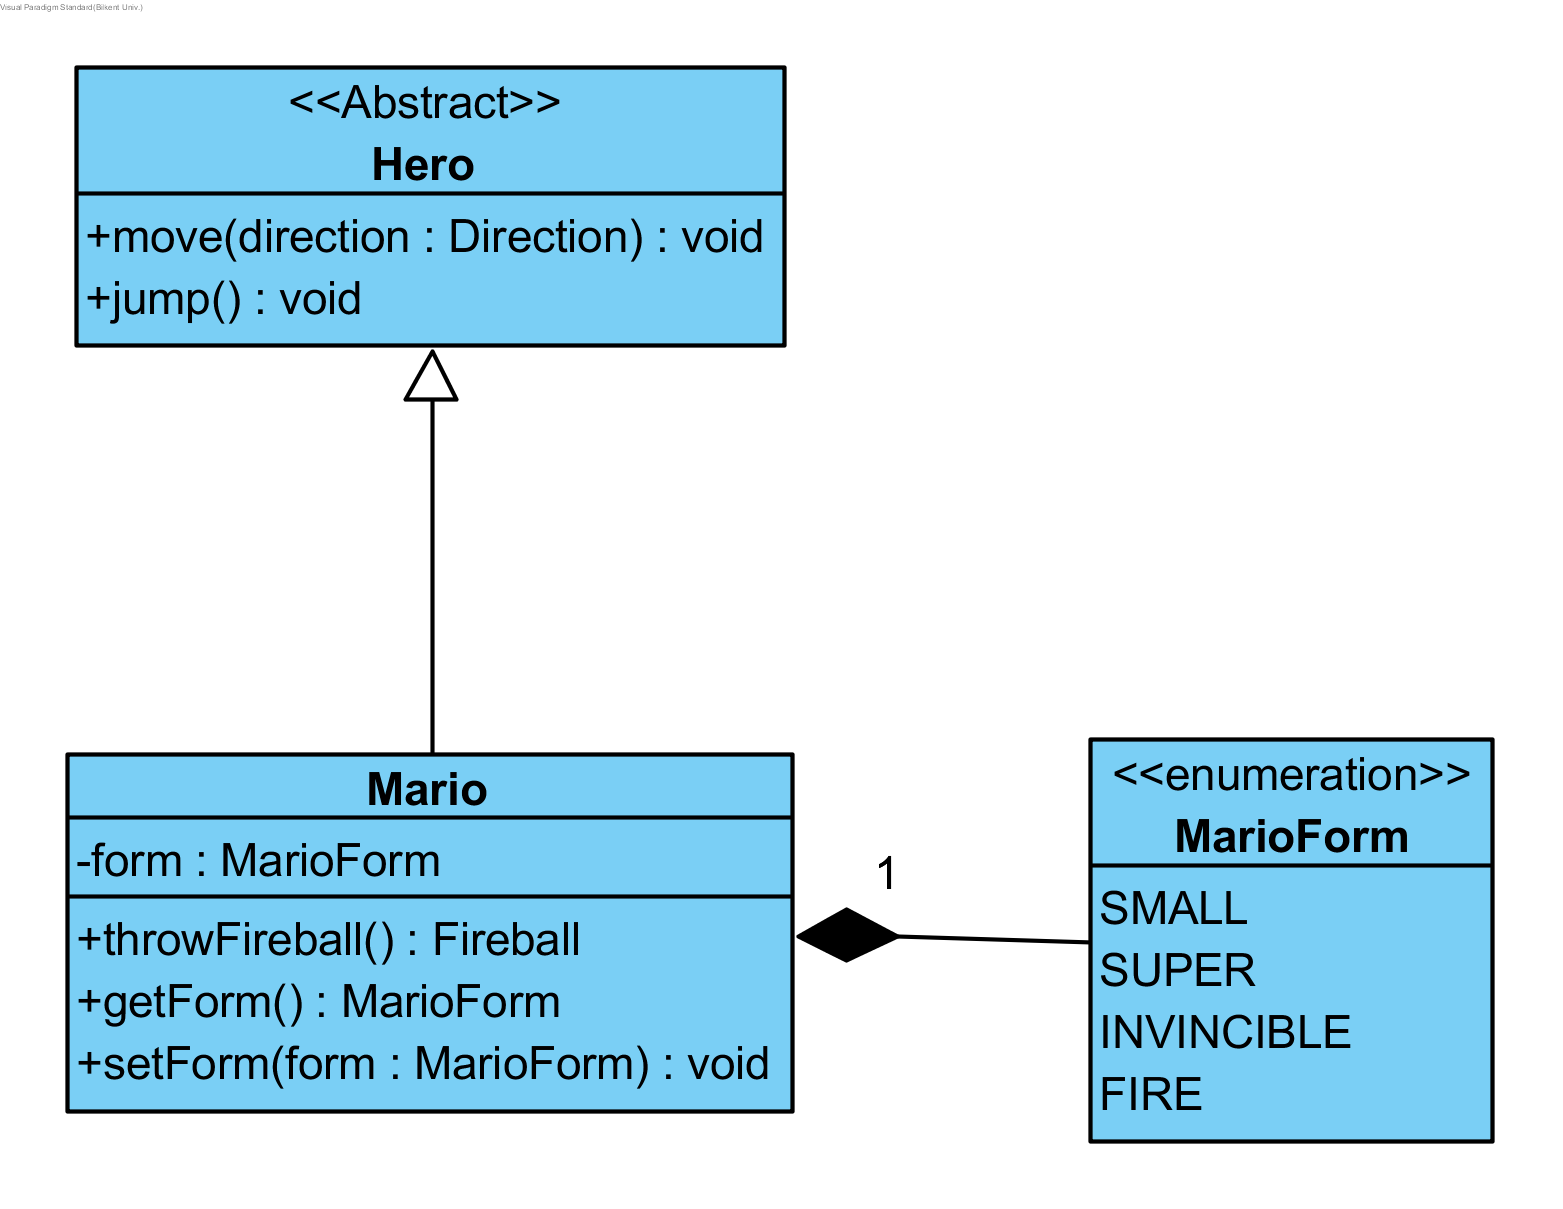 Visual Paradigm Standard(Bilkent Univ.)
<<Abstract>>
Hero
+move(direction : Direction) : void
+jump() : void
Mario
-form : MarioForm
+throwFireball() : Fireball
+getForm() : MarioForm
+setForm(form : MarioForm) : void
1
<<enumeration>>
MarioForm
SMALL
SUPER
INVINCIBLE
FIRE